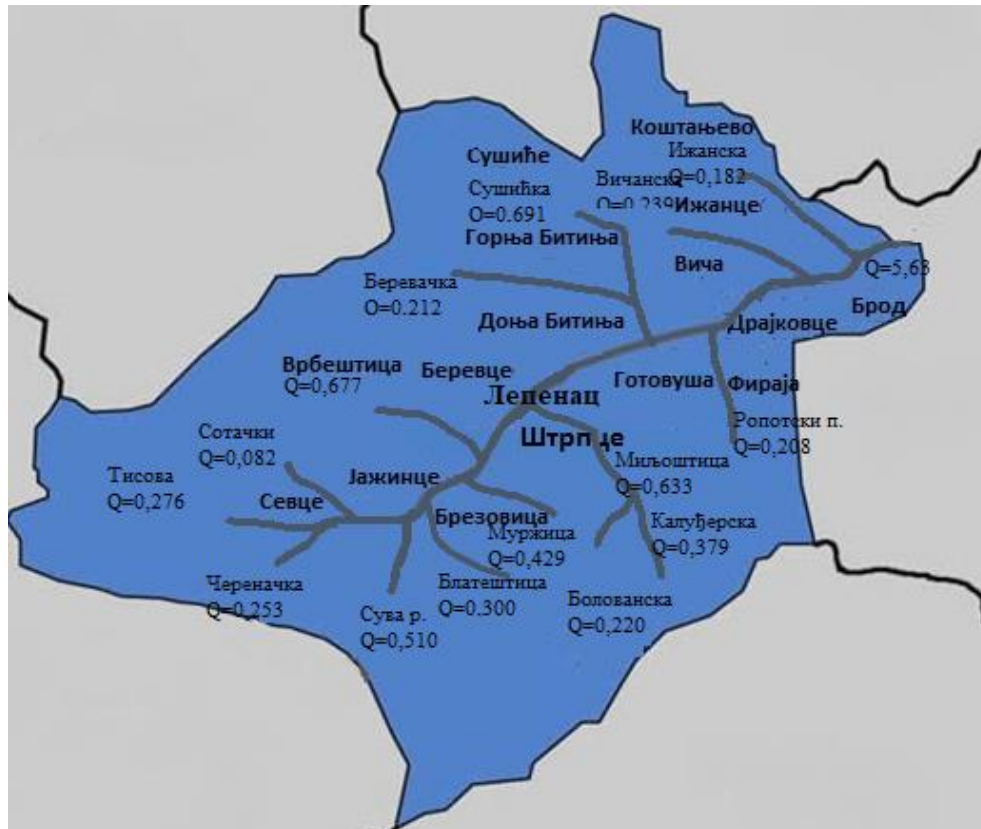 Коштањево
Ижанска
Q=0,182
Сушиће
Сушићка
Q=0.691
Вичанска
Q=0.239
Ижанце
Горња Битиња
Вича
Q=5,63
Брод
Беревачка
Q=0.212
Доња Битиња
Драјковце
Врбештица
Q=0,677
Беревце
Готовуша
Фираја
Лепенац
Ропотски п.
Q=0,208
Штрпце
Сотачки
Q=0,082
Миљоштица
Q=0,633
Тисова
Q=0,276
Јажинце
Севце
Брезовица
Муржица
Q=0,429
Калуђерска
Q=0,379
Череначка
Q=0,253
Блатештица
Q=0.300
Сува р.
Q=0,510
Болованска
Q=0,220